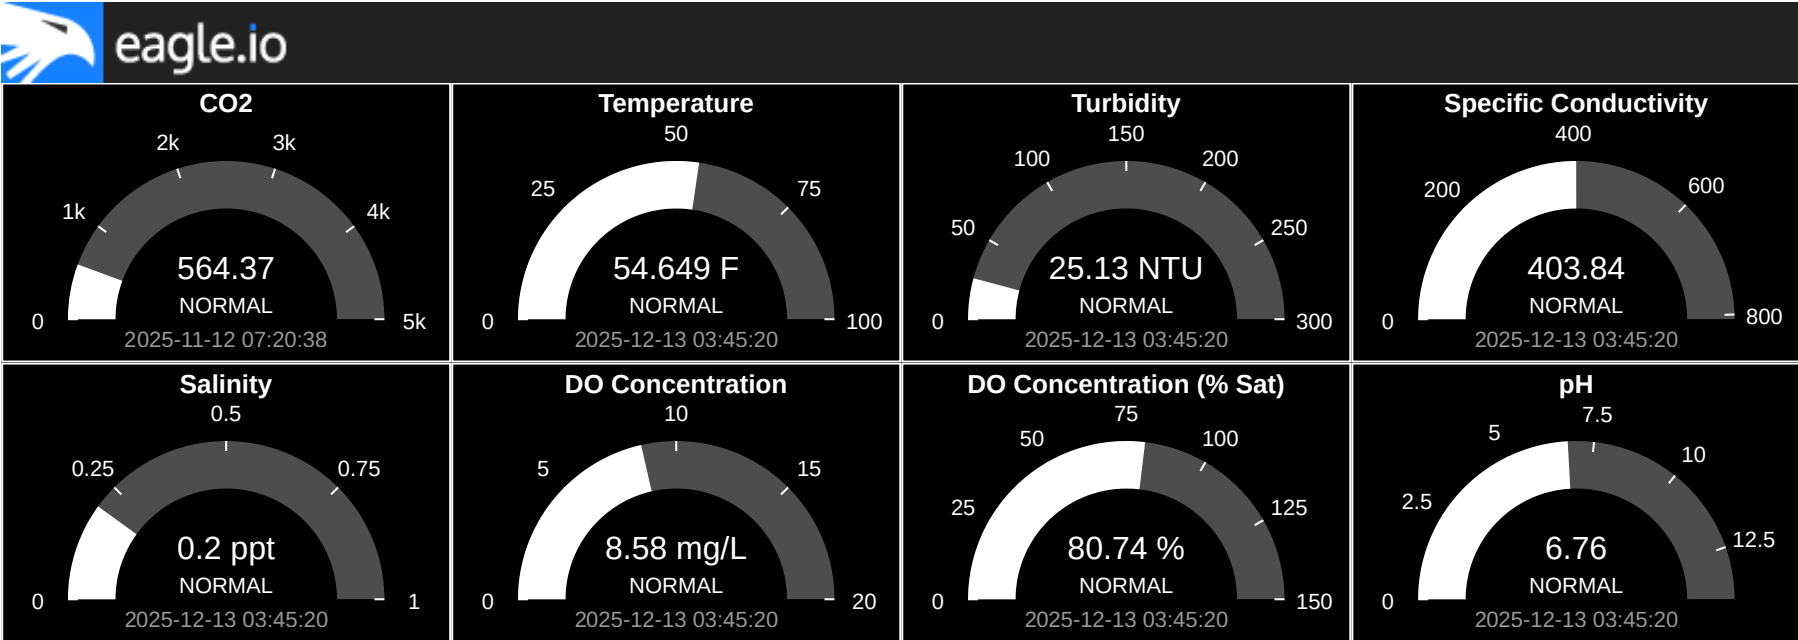 eagle.io
CO2
2k
3k
1k
4k
564.37
NORMAL
0
5k
2025-11-12 07:20:38
Temperature
50
25
75
54.649 F
NORMAL
0
100
2025-12-13 03:45:20
Turbidity
150
100
200
50
250
25.13 NTU
NORMAL
0
300
2025-12-13 03:45:20
Specific Conductivity
400
200
600
403.84
NORMAL
0
800
2025-12-13 03:45:20
Salinity
0.5
0.25
0.75
0.2 ppt
NORMAL
0
1
2025-12-13 03:45:20
DO Concentration
10
5
15
8.58 mg/L
NORMAL
0
20
2025-12-13 03:45:20
DO Concentration (% Sat)
75
50
100
25
125
80.74 %
NORMAL
0
150
2025-12-13 03:45:20
pH
7.5
5
10
2.5
12.5
6.76
NORMAL
0
2025-12-13 03:45:20